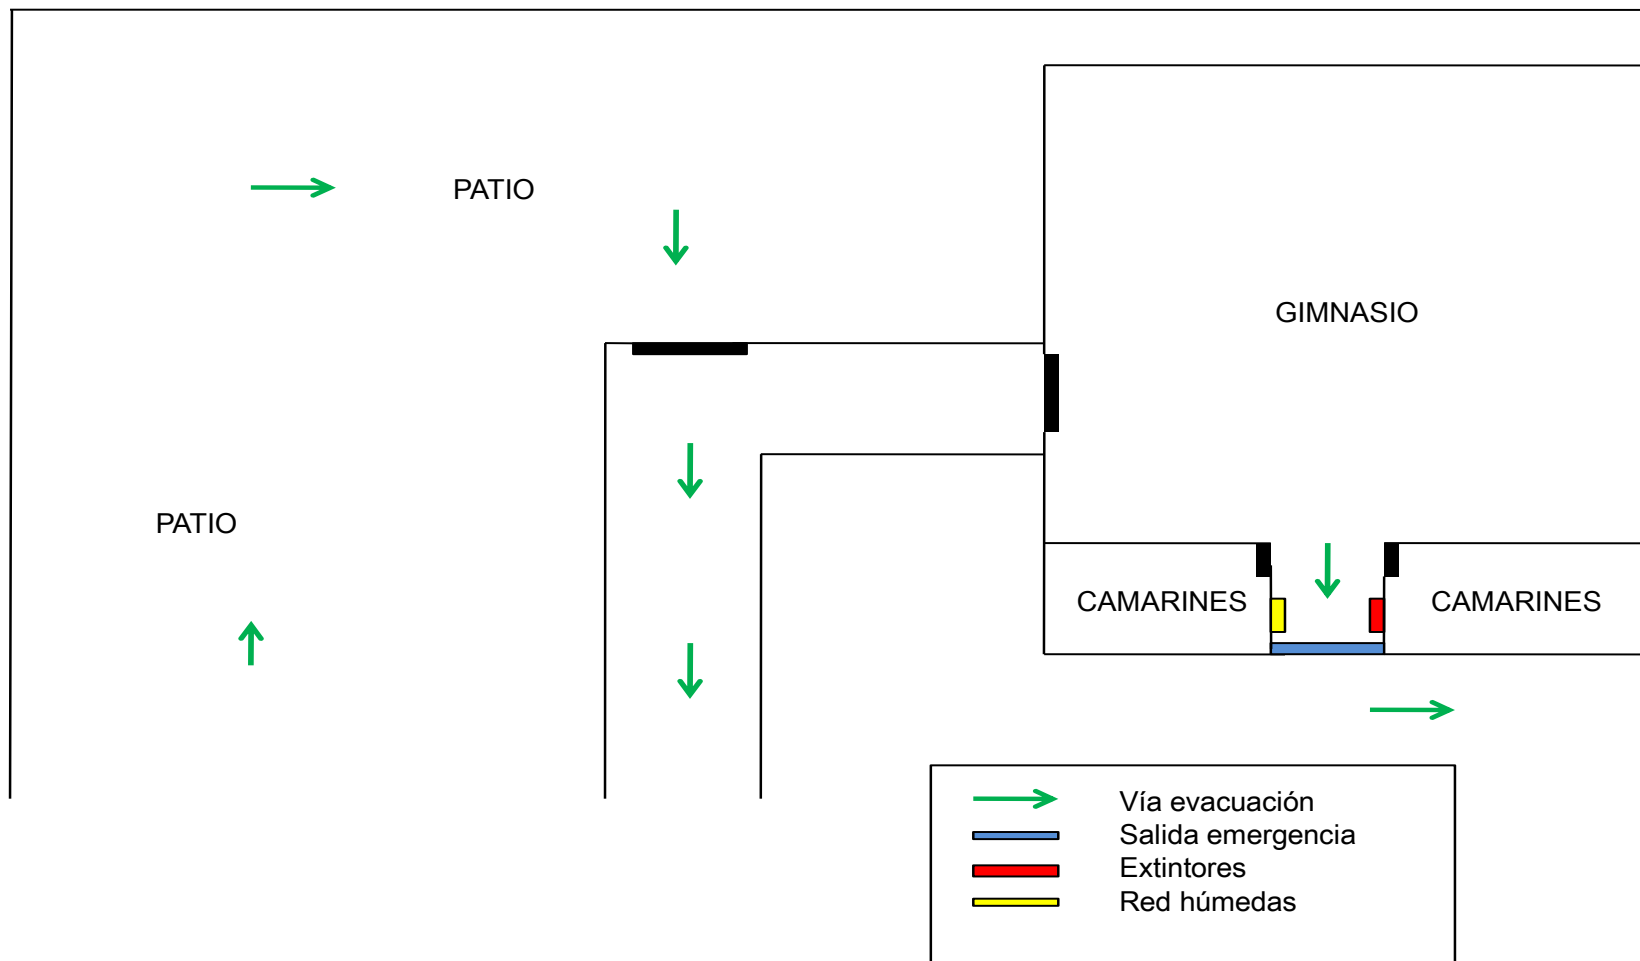 PATIO
GIMNASIO
PATIO
CAMARINES
CAMARINES
Vía evacuación
Salida emergencia
Extintores
Red húmedas